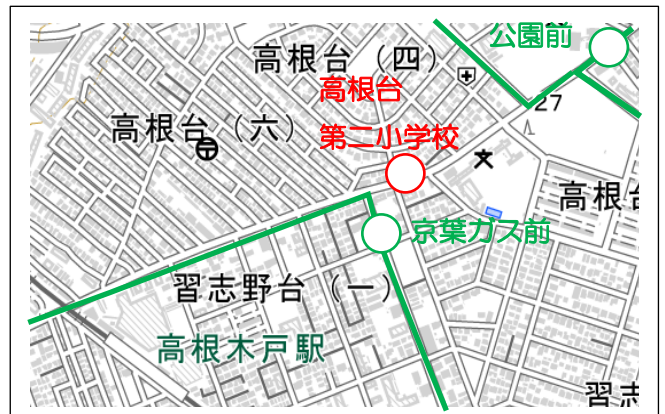 公園前
高根台（四）
高根台
27
高根台（六）
第二小学校
高根台
京葉ガス前
習志野台（一）
高根木戸駅
習志